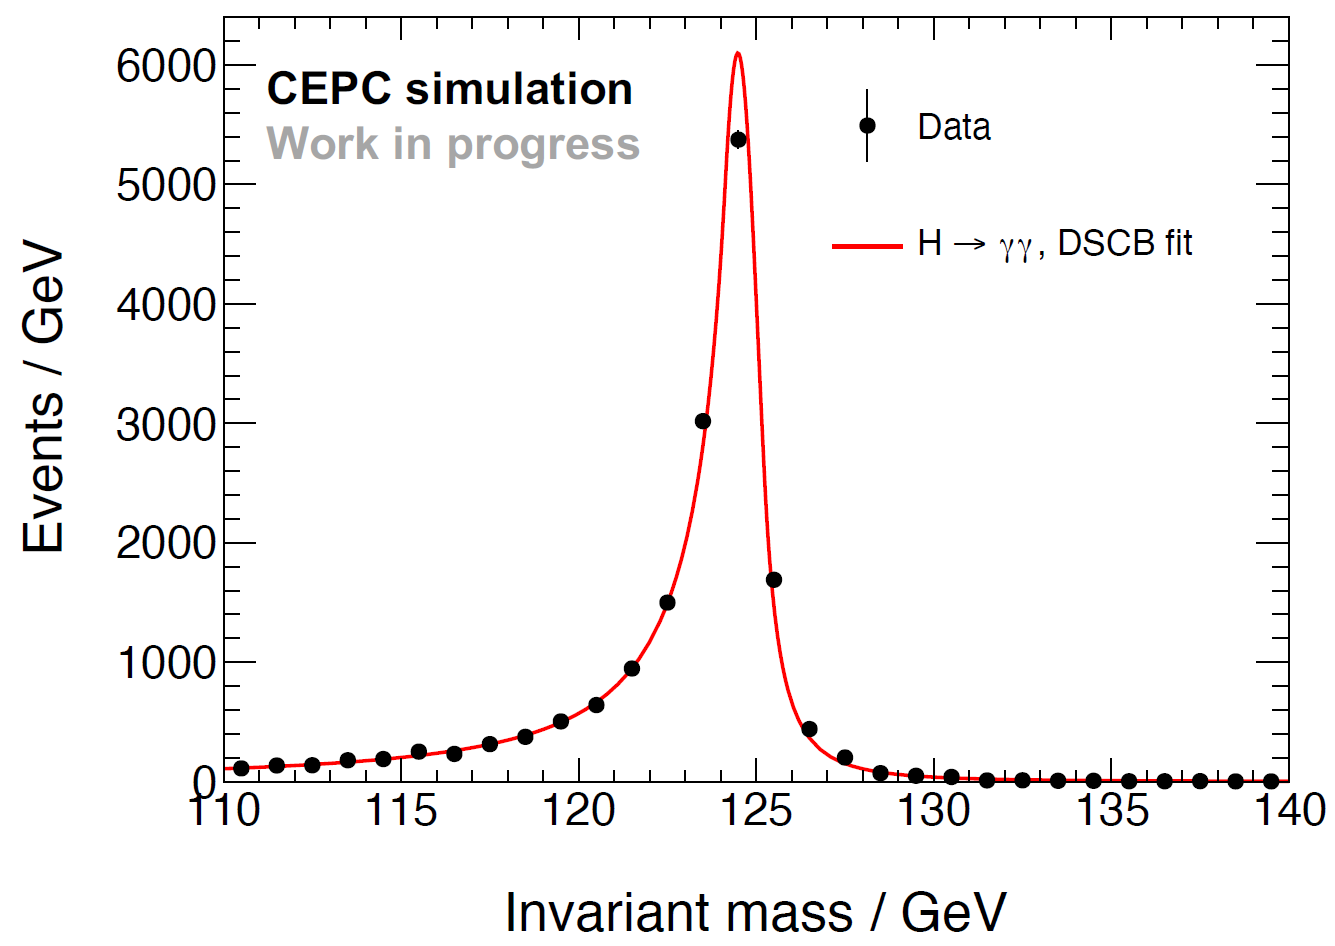 CEPC simulation
Work in progress
Data
H → γγ, DSCB fit
Events / GeV
6000
5000
4000
3000
2000
1000
0
110 115 120 125 130 135 140
Invariant mass / GeV